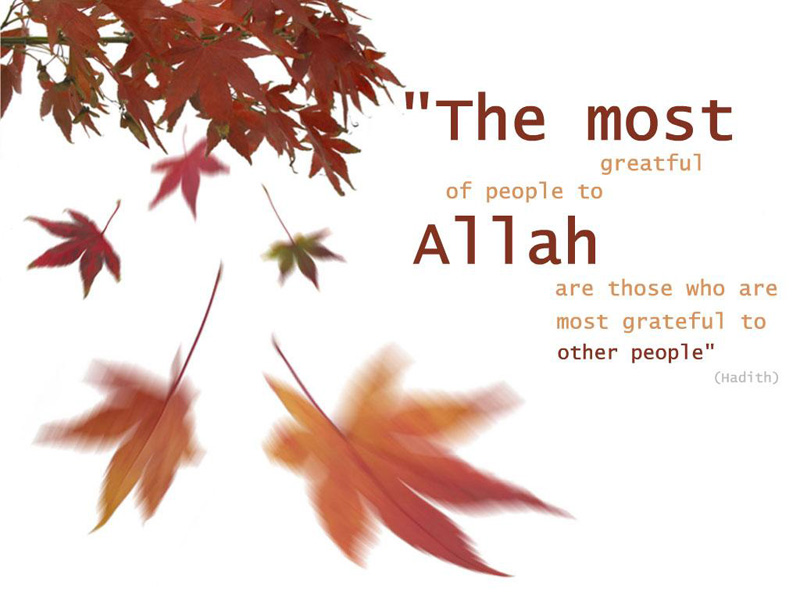 "The most
greatful
of people to
Allah
are those who are
most grateful to
other people"
(Hadith)